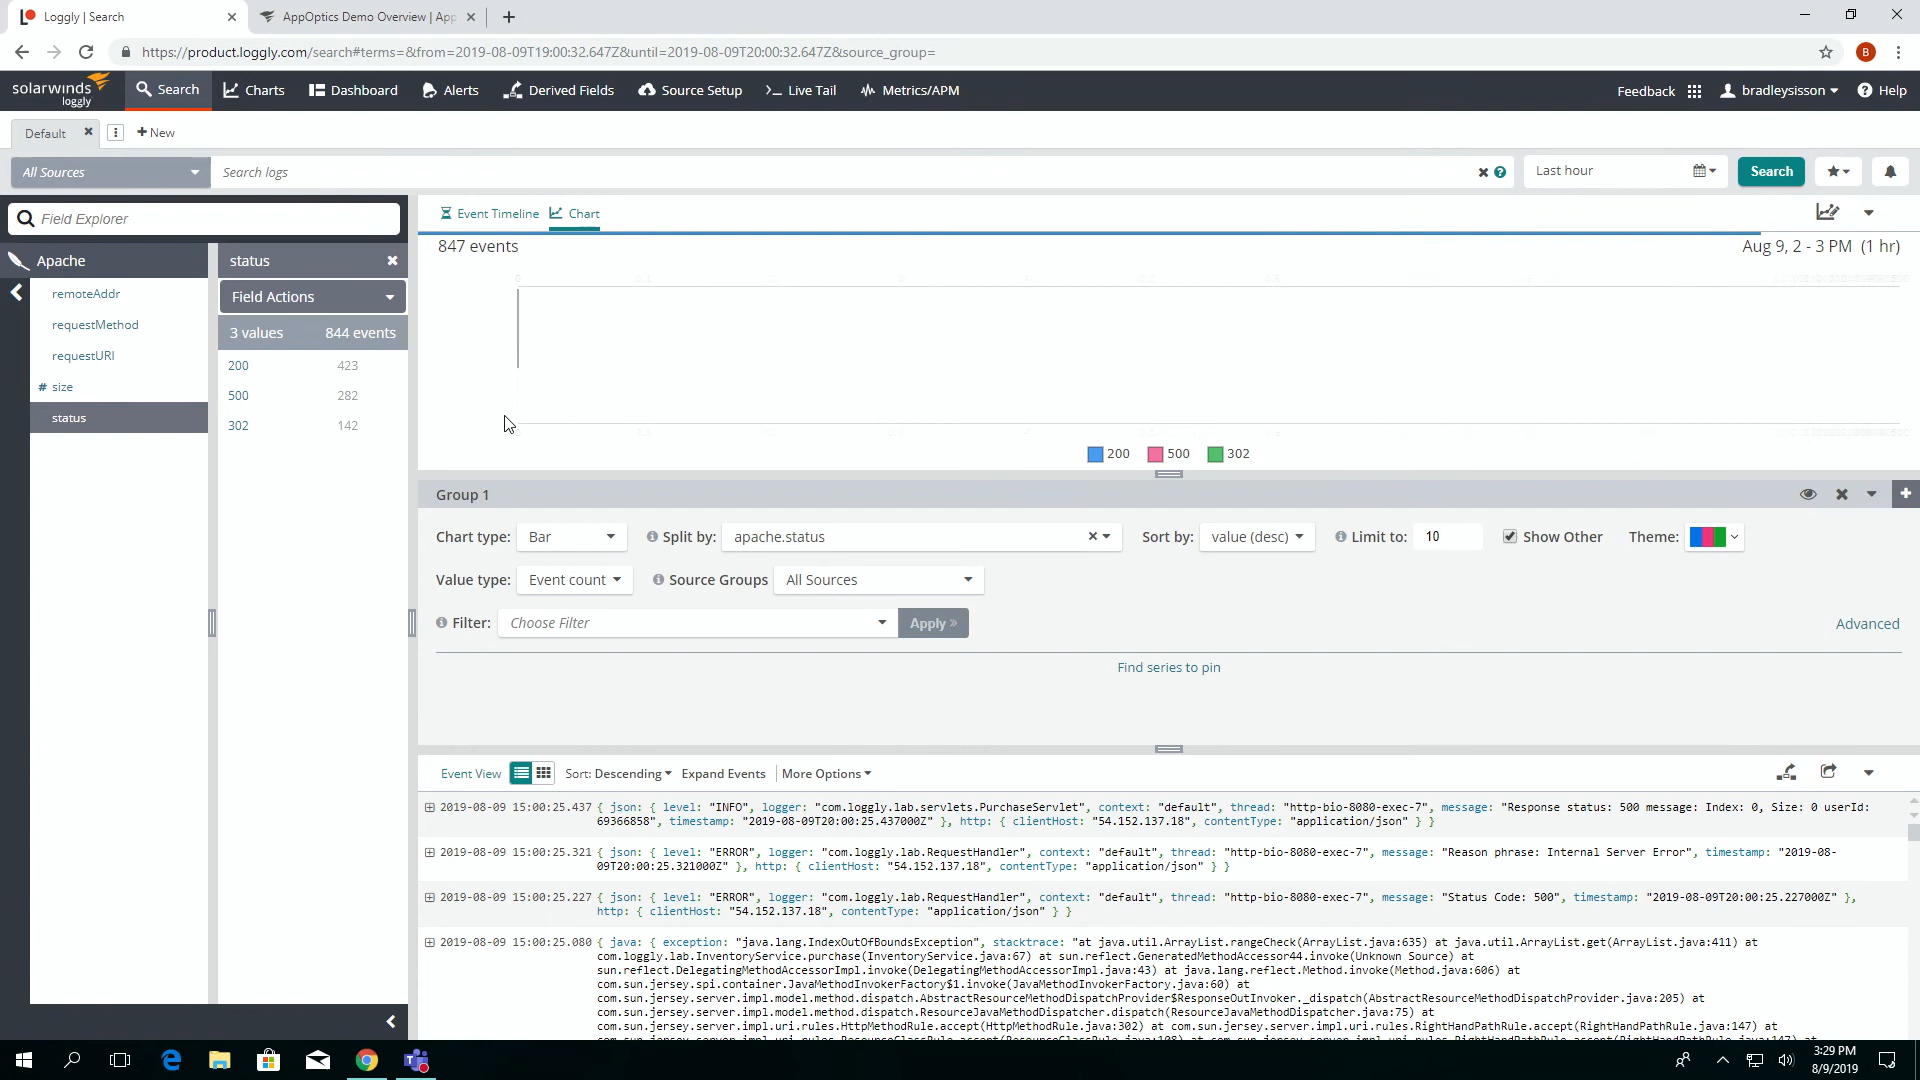 Loggly | Search
AppOptics Demo Overview | App
https://product.loggly.com/search#terms=&from=2019-08-09T19:00:32.647Z&until=2019-08-09T20:00:32.647Z&source_group=
B
solarwinds
loggly
Search
Charts
Dashboard
Alerts
Derived Fields
Source Setup
Live Tail
Metrics/APM
Feedback
bradleysisson
Help
Default
New
All Sources
Search logs
Last hour
Search
Field Explorer
Event Timeline
Chart
847 events
Aug 9, 2 - 3 PM (1 hr)
Apache
remoteAddr
requestMethod
requestURI
# size
status
status
Field Actions
3 values 844 events
200 423
500 282
302 142
200 500 302
Group 1
Chart type: Bar Split by: apache.status Sort by: value (desc) Limit to: 10 Show Other Theme:
Value type: Event count Source Groups All Sources
Filter: Choose Filter Apply » Advanced
Find series to pin
Event View Sort: Descending Expand Events More Options
2019-08-09 15:00:25.437 { json: { level: "INFO", logger: "com.loggly.lab.servlets.PurchaseServlet", context: "default", thread: "http-bio-8080-exec-7", message: "Response status: 500 message: Index: 0, Size: 0 userId:
69366858", timestamp: "2019-08-09T20:00:25.437000Z" }, http: { clientHost: "54.152.137.18", contentType: "application/json" } }
2019-08-09 15:00:25.321 { json: { level: "ERROR", logger: "com.loggly.lab.RequestHandler", context: "default", thread: "http-bio-8080-exec-7", message: "Reason phrase: Internal Server Error", timestamp: "2019-08-
09T20:00:25.321000Z" }, http: { clientHost: "54.152.137.18", contentType: "application/json" } }
2019-08-09 15:00:25.227 { json: { level: "ERROR", logger: "com.loggly.lab.RequestHandler", context: "default", thread: "http-bio-8080-exec-7", message: "Status Code: 500", timestamp: "2019-08-09T20:00:25.227000Z" },
http: { clientHost: "54.152.137.18", contentType: "application/json" } }
2019-08-09 15:00:25.080 { java: { exception: "java.lang.IndexOutOfBoundsException", stacktrace: "at java.util.ArrayList.rangeCheck(ArrayList.java:635) at java.util.ArrayList.get(ArrayList.java:411) at
com.loggly.lab.InventoryService.purchase(InventoryService.java:67) at sun.reflect.GeneratedMethodAccessor44.invoke(Unknown Source) at
sun.reflect.DelegatingMethodAccessorImpl.invoke(DelegatingMethodAccessorImpl.java:43) at java.lang.reflect.Method.invoke(Method.java:606) at
com.sun.jersey.spi.container.JavaMethodInvokerFactory$1.invoke(JavaMethodInvokerFactory.java:60) at
com.sun.jersey.server.impl.model.method.dispatch.AbstractResourceMethodDispatchProvider$ResponseOutInvoker._dispatch(AbstractResourceMethodDispatchProvider.java:205) at
com.sun.jersey.server.impl.model.method.dispatch.ResourceJavaMethodDispatcher.dispatch(ResourceJavaMethodDispatcher.java:75) at
com.sun.jersey.server.impl.uri.rules.HttpMethodRule.accept(HttpMethodRule.java:302) at com.sun.jersey.server.impl.uri.rules.RightHandPathRule.accept(RightHandPathRule.java:147) at
3:29 PM
8/9/2019